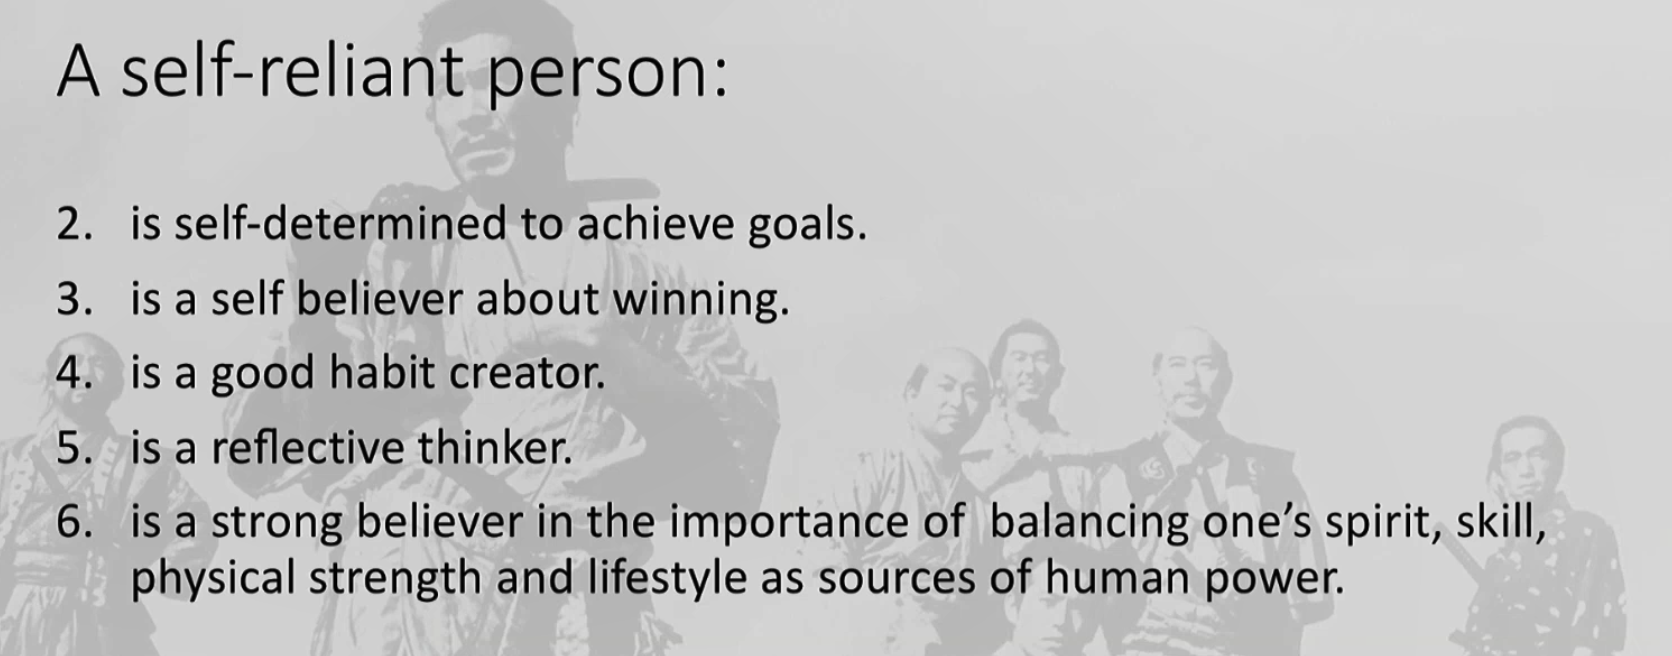 A self-reliant person:
2. is self-determined to achieve goals.
3. is a self believer about winning.
4. is a good habit creator.
5. is a reflective thinker.
6. is a strong believer in the importance of  balancing one’s spirit, skill,
physical strength and lifestyle as sources of human power.